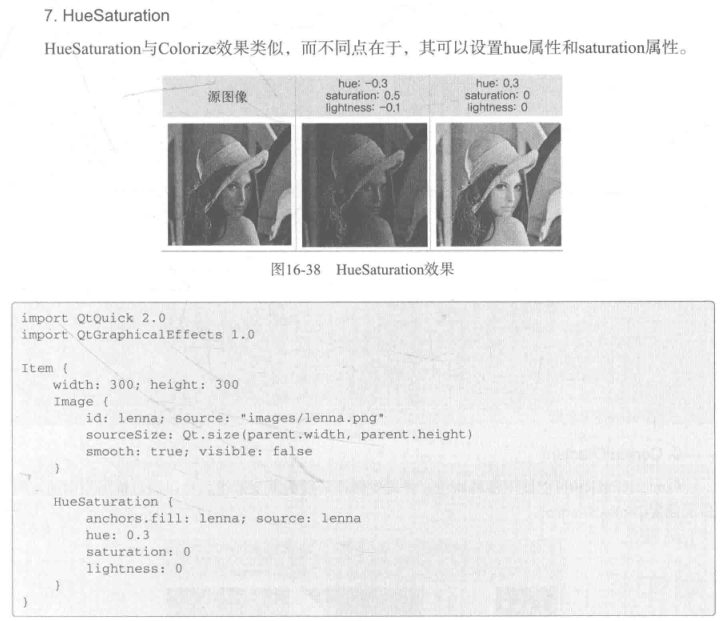 7. HueSaturation
HueSaturation与Colorize效果类似，而不同点在于，其可以设置hue属性和saturation属性。
源图像
hue: −0.3
saturation: 0.5
lightness: −0.1
hue: 0.3
saturation: 0
lightness: 0
图16-38 HueSaturation效果
import QtQuick 2.0
import QtGraphicalEffects 1.0
Item {
    width: 300; height: 300
    Image {
        id: lenna; source: "images/lenna.png"
        sourceSize: Qt.size(parent.width, parent.height)
        smooth: true; visible: false
    }
    HueSaturation {
        anchors.fill: lenna; source: lenna
        hue: 0.3
        saturation: 0
        lightness: 0
    }
}